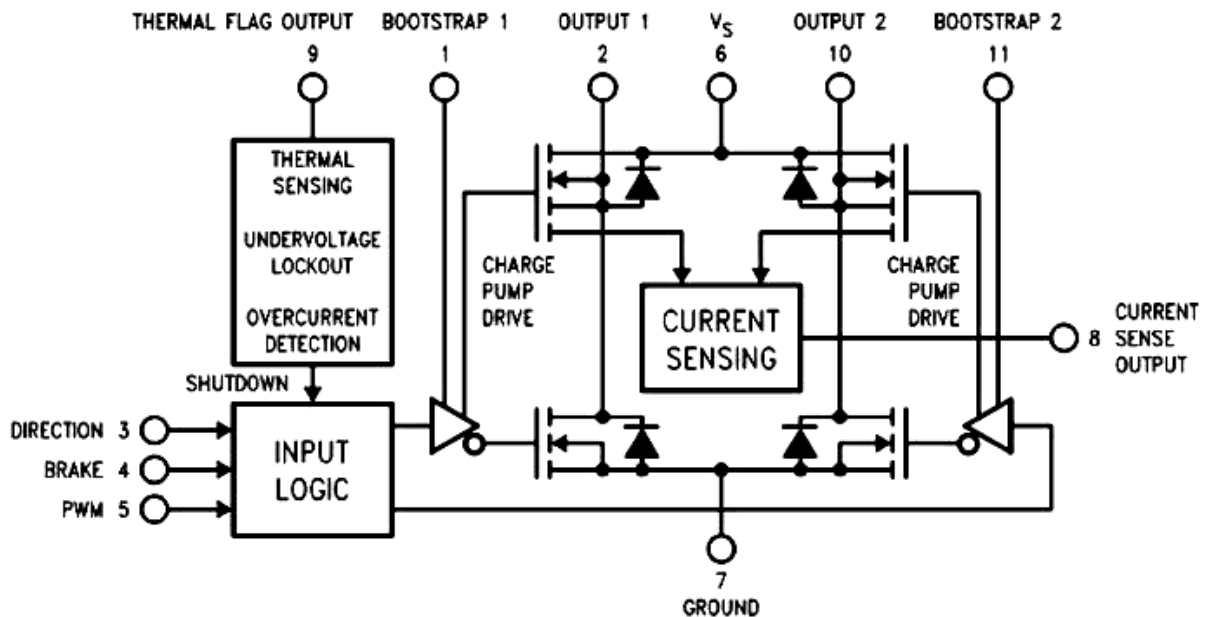 THERMAL FLAG OUTPUT
9
BOOTSTRAP 1
1
OUTPUT 1
2
VS
6
OUTPUT 2
10
BOOTSTRAP 2
11
THERMAL
SENSING
UNDERVOLTAGE
LOCKOUT
OVERCURRENT
DETECTION
SHUTDOWN
CHARGE
PUMP
DRIVE
CURRENT
SENSING
CHARGE
PUMP
DRIVE
8 CURRENT
SENSE
OUTPUT
DIRECTION 3
BRAKE 4
PWM 5
INPUT
LOGIC
7
GROUND